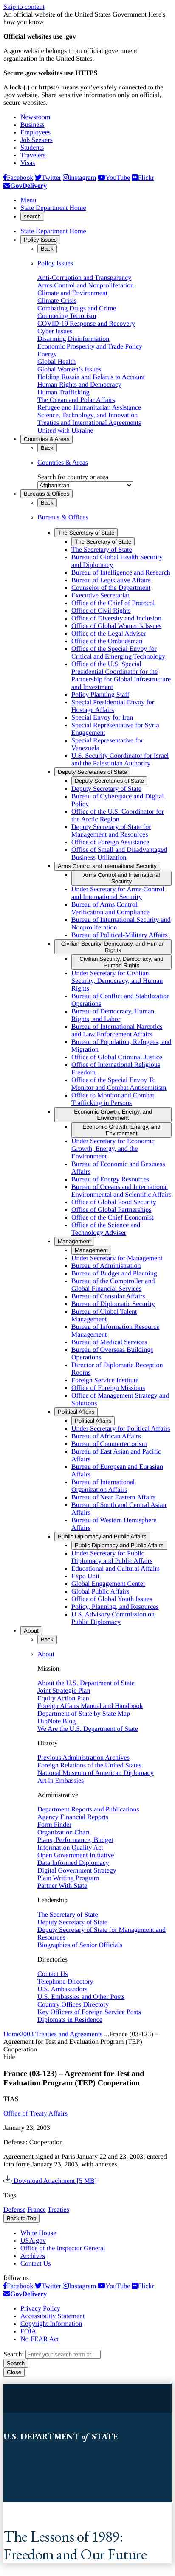 Skip to content
An official website of the United States Government Here's
how you know
Official websites use .gov
A .gov website belongs to an official government
organization in the United States.
Secure .gov websites use HTTPS
A lock ( ) or https:// means you've safely connected to the
.gov website. Share sensitive information only on official,
secure websites.
Newsroom
Business
Employees
Job Seekers
Students
Travelers
Visas
Facebook Twitter Instagram YouTube Flickr
GovDelivery
Menu
State Department Home
search
State Department Home
Policy Issues
Back
Policy Issues
Anti-Corruption and Transparency
Arms Control and Nonproliferation
Climate and Environment
Climate Crisis
Combating Drugs and Crime
Countering Terrorism
COVID-19 Response and Recovery
Cyber Issues
Disarming Disinformation
Economic Prosperity and Trade Policy
Energy
Global Health
Global Women's Issues
Holding Russia and Belarus to Account
Human Rights and Democracy
Human Trafficking
The Ocean and Polar Affairs
Refugee and Humanitarian Assistance
Science, Technology, and Innovation
Treaties and International Agreements
United with Ukraine
Countries & Areas
Back
Countries & Areas
Search for country or area
Afghanistan
Bureaus & Offices
Back
Bureaus & Offices
The Secretary of State
The Secretary of State
The Secretary of State
Bureau of Global Health Security
and Diplomacy
Bureau of Intelligence and Research
Bureau of Legislative Affairs
Counselor of the Department
Executive Secretariat
Office of the Chief of Protocol
Office of Civil Rights
Office of Diversity and Inclusion
Office of Global Women's Issues
Office of the Legal Adviser
Office of the Ombudsman
Office of the Special Envoy for
Critical and Emerging Technology
Office of the U.S. Special
Presidential Coordinator for the
Partnership for Global Infrastructure
and Investment
Policy Planning Staff
Special Presidential Envoy for
Hostage Affairs
Special Envoy for Iran
Special Representative for Syria
Engagement
Special Representative for
Venezuela
U.S. Security Coordinator for Israel
and the Palestinian Authority
Deputy Secretaries of State
Deputy Secretaries of State
Deputy Secretary of State
Bureau of Cyberspace and Digital
Policy
Office of the U.S. Coordinator for
the Arctic Region
Deputy Secretary of State for
Management and Resources
Office of Foreign Assistance
Office of Small and Disadvantaged
Business Utilization
Arms Control and International Security
Arms Control and International
Security
Under Secretary for Arms Control
and International Security
Bureau of Arms Control,
Verification and Compliance
Bureau of International Security and
Nonproliferation
Bureau of Political-Military Affairs
Civilian Security, Democracy, and Human
Rights
Civilian Security, Democracy, and
Human Rights
Under Secretary for Civilian
Security, Democracy, and Human
Rights
Bureau of Conflict and Stabilization
Operations
Bureau of Democracy, Human
Rights, and Labor
Bureau of International Narcotics
and Law Enforcement Affairs
Bureau of Population, Refugees, and
Migration
Office of Global Criminal Justice
Office of International Religious
Freedom
Office of the Special Envoy To
Monitor and Combat Antisemitism
Office to Monitor and Combat
Trafficking in Persons
Economic Growth, Energy, and
Environment
Economic Growth, Energy, and
Environment
Under Secretary for Economic
Growth, Energy, and the
Environment
Bureau of Economic and Business
Affairs
Bureau of Energy Resources
Bureau of Oceans and International
Environmental and Scientific Affairs
Office of Global Food Security
Office of Global Partnerships
Office of the Chief Economist
Office of the Science and
Technology Adviser
Management
Management
Under Secretary for Management
Bureau of Administration
Bureau of Budget and Planning
Bureau of the Comptroller and
Global Financial Services
Bureau of Consular Affairs
Bureau of Diplomatic Security
Bureau of Global Talent
Management
Bureau of Information Resource
Management
Bureau of Medical Services
Bureau of Overseas Buildings
Operations
Director of Diplomatic Reception
Rooms
Foreign Service Institute
Office of Foreign Missions
Office of Management Strategy and
Solutions
Political Affairs
Political Affairs
Under Secretary for Political Affairs
Bureau of African Affairs
Bureau of Counterterrorism
Bureau of East Asian and Pacific
Affairs
Bureau of European and Eurasian
Affairs
Bureau of International
Organization Affairs
Bureau of Near Eastern Affairs
Bureau of South and Central Asian
Affairs
Bureau of Western Hemisphere
Affairs
Public Diplomacy and Public Affairs
Public Diplomacy and Public Affairs
Under Secretary for Public
Diplomacy and Public Affairs
Educational and Cultural Affairs
Expo Unit
Global Engagement Center
Global Public Affairs
Office of Global Youth Issues
Policy, Planning, and Resources
U.S. Advisory Commission on
Public Diplomacy
About
Back
About
Mission
About the U.S. Department of State
Joint Strategic Plan
Equity Action Plan
Foreign Affairs Manual and Handbook
Department of State by State Map
DipNote Blog
We Are the U.S. Department of State
History
Previous Administration Archives
Foreign Relations of the United States
National Museum of American Diplomacy
Art in Embassies
Administrative
Department Reports and Publications
Agency Financial Reports
Form Finder
Organization Chart
Plans, Performance, Budget
Information Quality Act
Open Government Initiative
Data Informed Diplomacy
Digital Government Strategy
Plain Writing Program
Partner With State
Leadership
The Secretary of State
Deputy Secretary of State
Deputy Secretary of State for Management and
Resources
Biographies of Senior Officials
Directories
Contact Us
Telephone Directory
U.S. Ambassadors
U.S. Embassies and Other Posts
Country Offices Directory
Key Officers of Foreign Service Posts
Diplomats in Residence
Home2003 Treaties and Agreements ...France (03-123) –
Agreement for Test and Evaluation Program (TEP)
Cooperation
hide
France (03-123) – Agreement for Test and
Evaluation Program (TEP) Cooperation
TIAS
Office of Treaty Affairs
January 23, 2003
Defense: Cooperation
Agreement signed at Paris January 22 and 23, 2003; entered
into force January 23, 2003, with annexes.
Download Attachment [5 MB]
Tags
Defense France Treaties
Back to Top
White House
USA.gov
Office of the Inspector General
Archives
Contact Us
follow us
Facebook Twitter Instagram YouTube Flickr
GovDelivery
Privacy Policy
Accessibility Statement
Copyright Information
FOIA
No FEAR Act
Search: Enter your search term or :
Search
Close
U.S. DEPARTMENT of STATE
The Lessons of 1989:
Freedom and Our Future